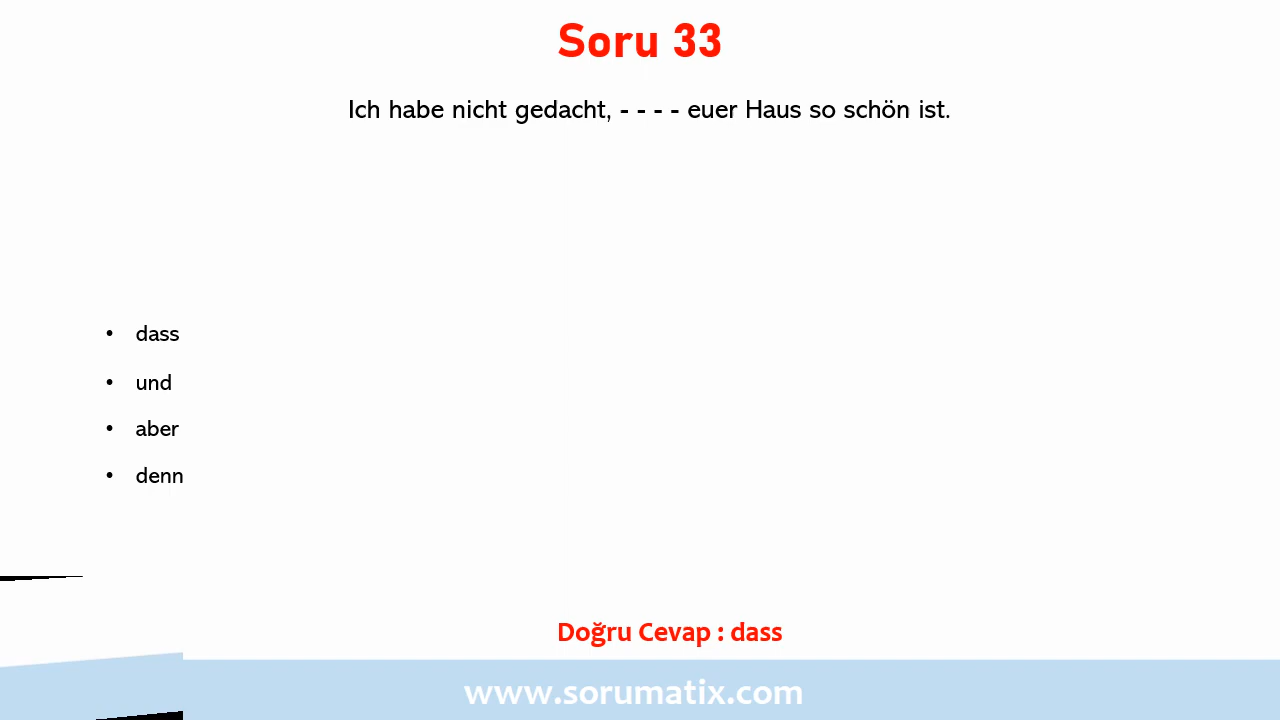 Soru 33
Ich habe nicht gedacht, - - - - euer Haus so schön ist.
• dass
• und
• aber
• denn
Doğru Cevap : dass
www.sorumatix.com